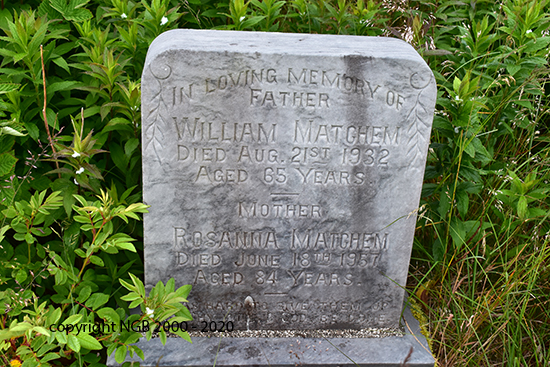 IN LOVING MEMORY OF
FATHER
WILLIAM MATCHEM
DIED AUG. 21ST 1932
AGED 65 YEARS.
MOTHER
ROSANNA MATCHEM
DIED JUNE 18TH 1957
AGED 84 YEARS.
copyright NGB 2000 - 2020